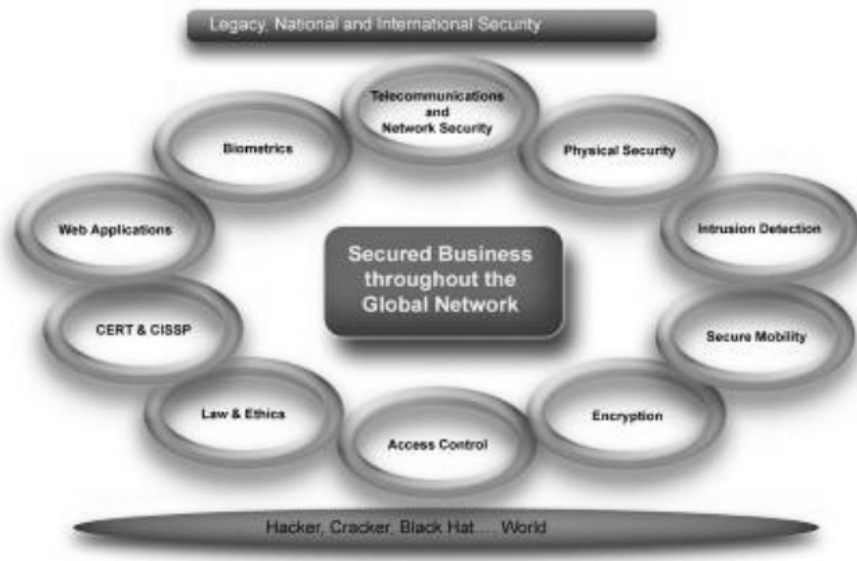 Legacy, National and International Security
Telecommunications
and
Network Security
Biometrics
Physical Security
Web Applications
Intrusion Detection
Secured Business
throughout the
Global Network
CERT & CISSP
Secure Mobility
Law & Ethics
Encryption
Access Control
Hacker, Cracker, Black Hat.... World